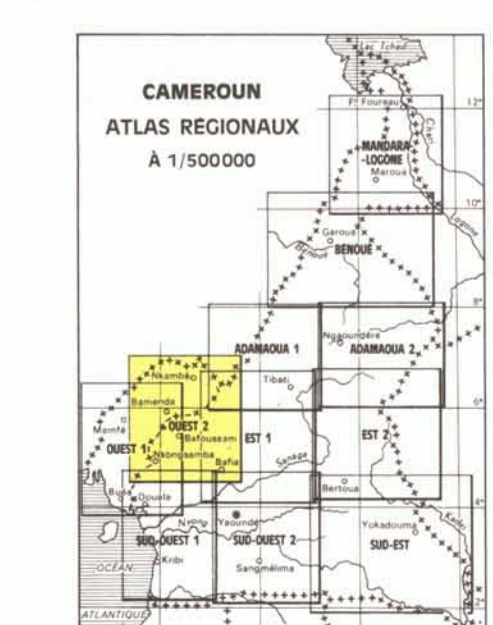 CAMEROUN
ATLAS RÉGIONAUX
À 1/500000
Lac Tchad
12°
Ft Foureau
Chari
MANDARA
-LOGONE
Maroua
10°
Logone
Garoua
Bénoué
BÉNOUÉ
8°
Ngaoundéré
ADAMAOUA 1
ADAMAOUA 2
Nkambé
Tibati
6°
Bamenda
Mamfé
OUEST 2
Bafoussam
EST 1
EST 2
OUEST 1
Nkongsamba
Bafia
Sanaga
Bertoua
Buéa
Douala
4°
Nyong
Yaoundé
Yokadouma
Kadei
SUD-OUEST 1
SUD-OUEST 2
SUD-EST
OCÉAN
Kribi
Sangmélima
ATLANTIQUE
2°